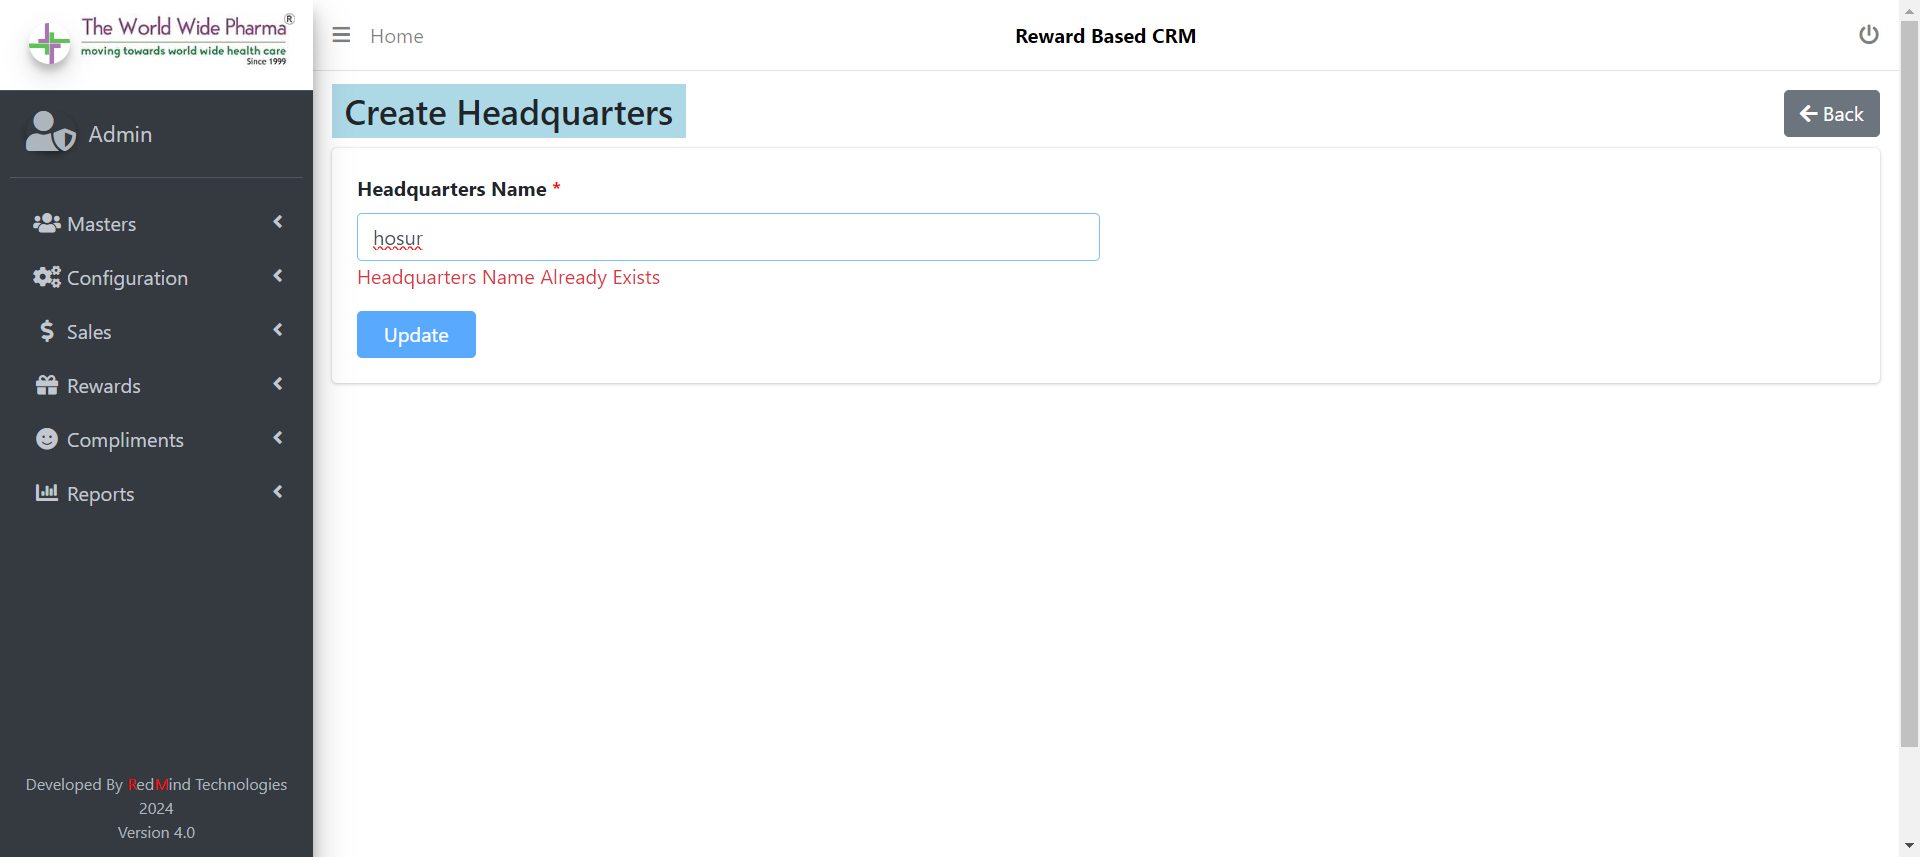 The World Wide Pharma®
moving towards world wide health care
Since 1999
Home
Reward Based CRM
Admin
Create Headquarters
Back
Headquarters Name *
hosur
Headquarters Name Already Exists
Update
Masters
Configuration
Sales
Rewards
Compliments
Reports
Developed By RedMind Technologies
2024
Version 4.0